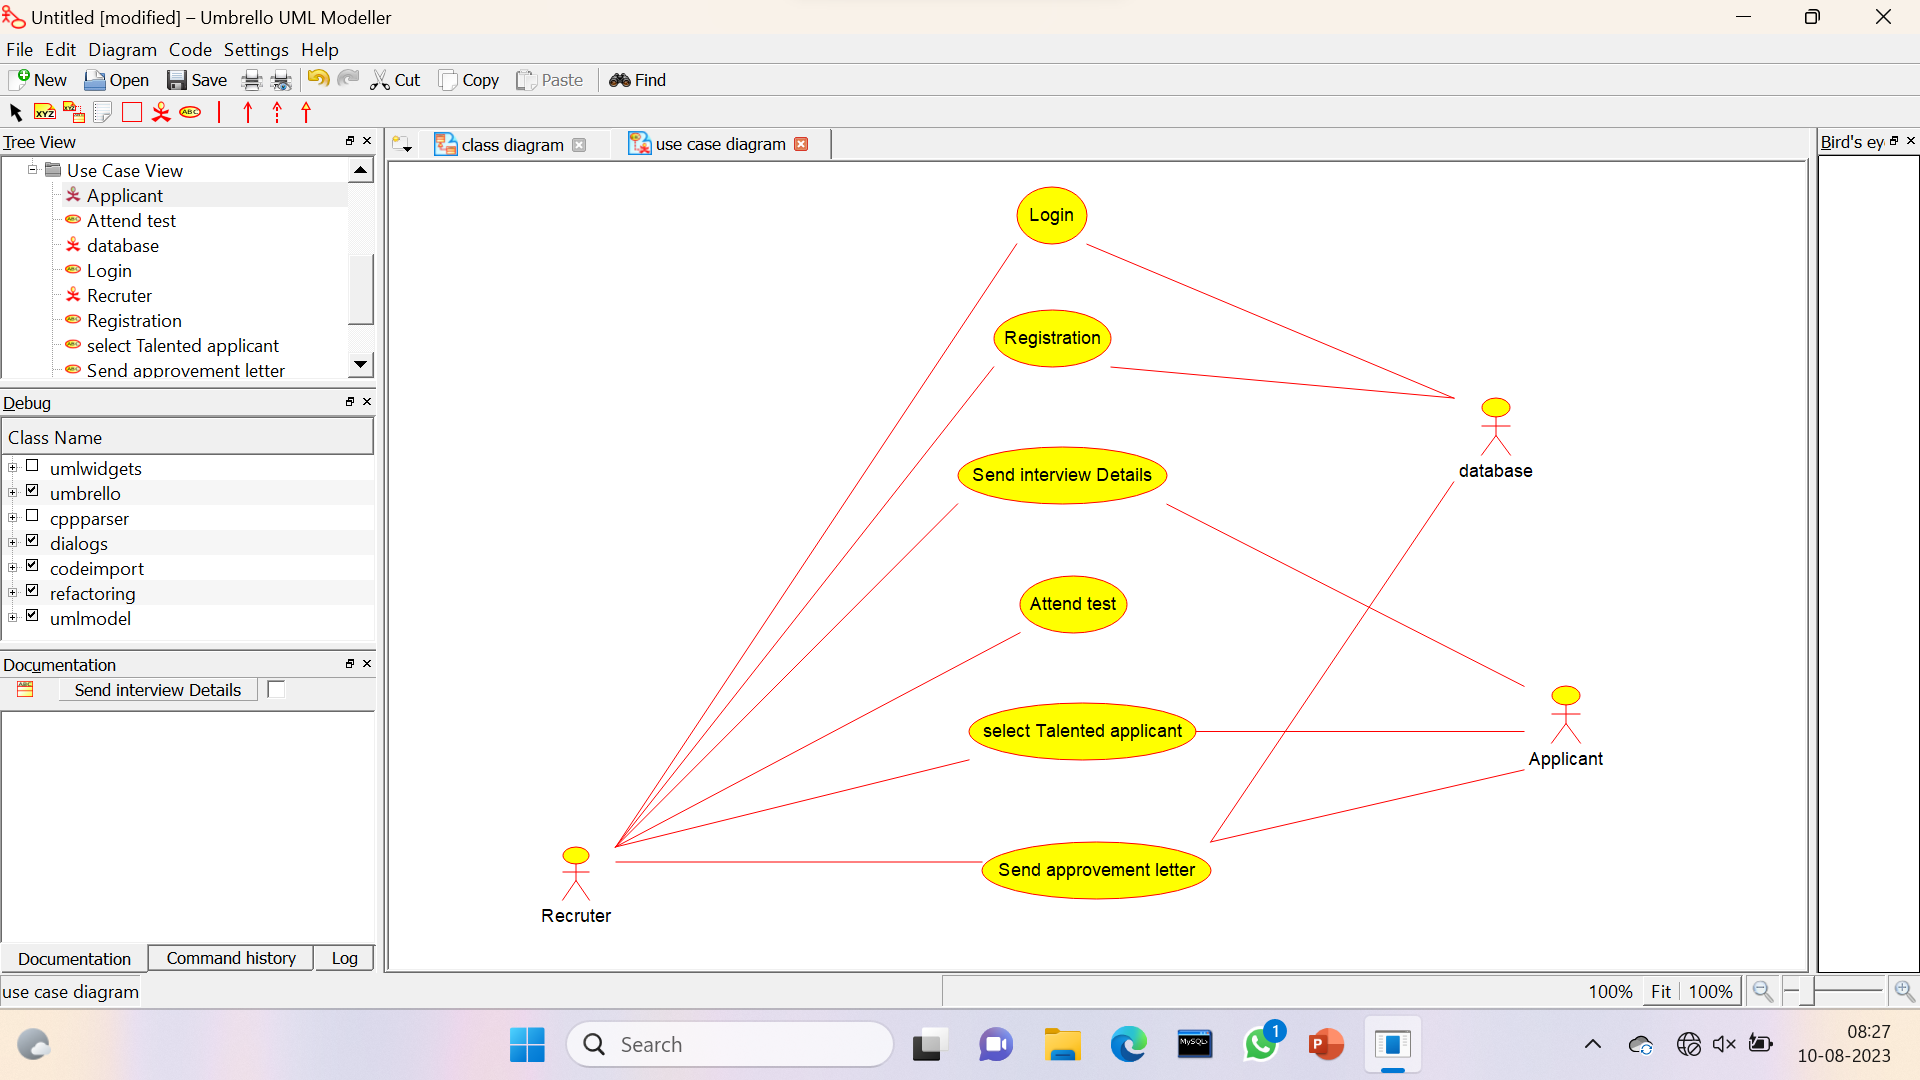 Untitled [modified] – Umbrello UML Modeller
File Edit Diagram Code Settings Help
New Open Save Cut Copy Paste Find
XYZ XYZ ABC
Tree View
class diagram use case diagram
Bird's ey
Use Case View
Applicant
Attend test
database
Login
Recruter
Registration
select Talented applicant
Send approvement letter
Debug
Class Name
umlwidgets
umbrello
cppparser
dialogs
codeimport
refactoring
umlmodel
Documentation
Send interview Details
Documentation Command history Log
Login
Registration
Send interview Details
database
Attend test
select Talented applicant
Applicant
Send approvement letter
Recruter
use case diagram
100% Fit 100%
Search
MySQL
1
P
08:27
10-08-2023